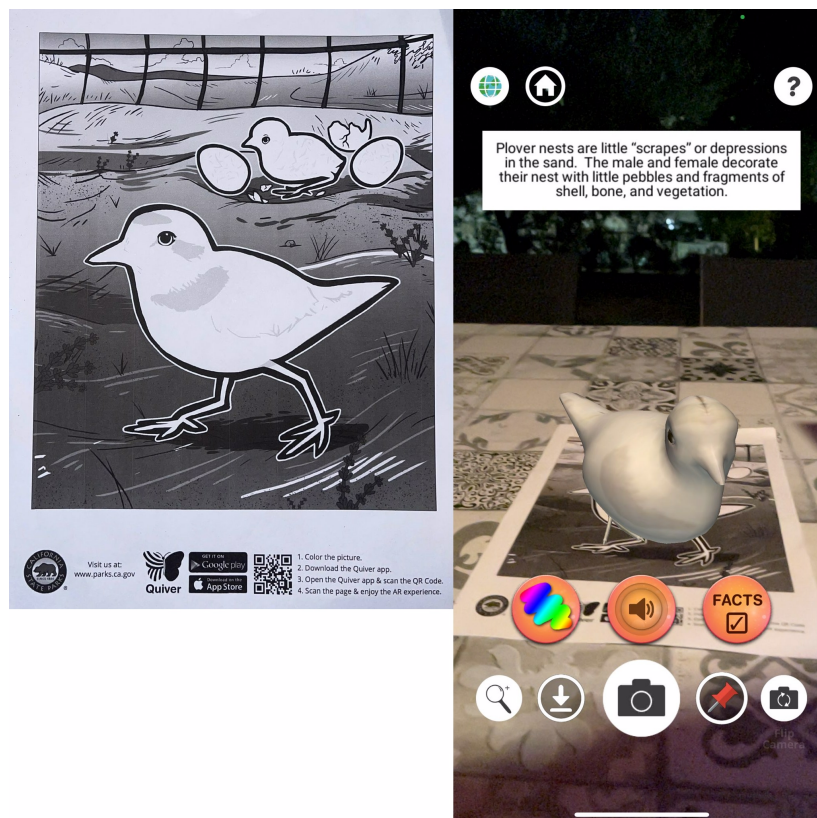 CALIFORNIA
STATE PARKS
Visit us at:
www.parks.ca.gov
Quiver
GET IT ON
Google play
Download on the
App Store
1. Color the picture.
2. Download the Quiver app.
3. Open the Quiver app & scan the QR Code.
4. Scan the page & enjoy the AR experience.
?
Plover nests are little “scrapes” or depressions
in the sand. The male and female decorate
their nest with little pebbles and fragments of
shell, bone, and vegetation.
FACTS
Flip
Camera